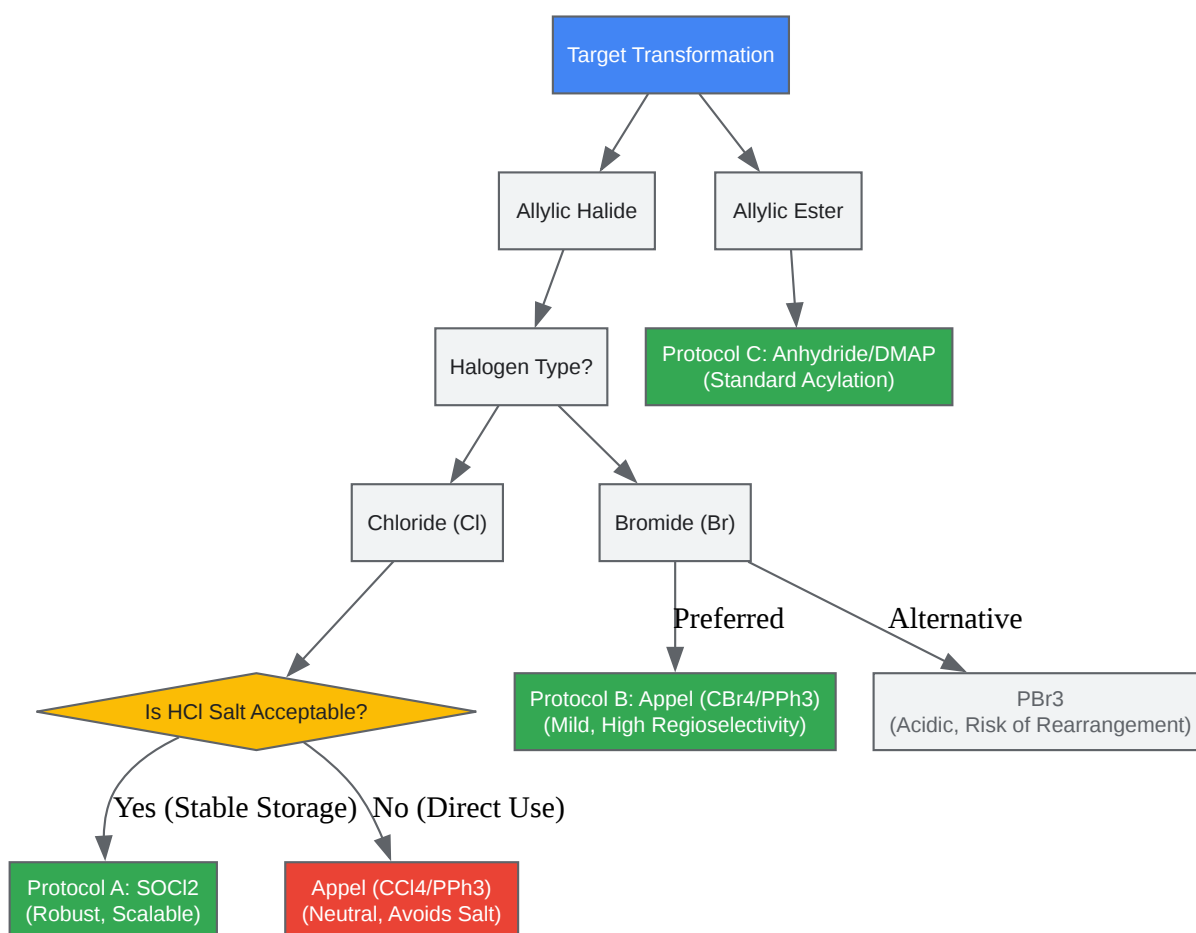 Target Transformation
Allylic Halide
Allylic Ester
Halogen Type?
Protocol C: Anhydride/DMAP
(Standard Acylation)
Chloride (Cl)
Bromide (Br)
Preferred
Alternative
Is HCl Salt Acceptable?
Protocol B: Appel (CBr4/PPh3)
(Mild, High Regioselectivity)
PBr3
(Acidic, Risk of Rearrangement)
Yes (Stable Storage)
No (Direct Use)
Protocol A: SOCl2
(Robust, Scalable)
Appel (CCl4/PPh3)
(Neutral, Avoids Salt)